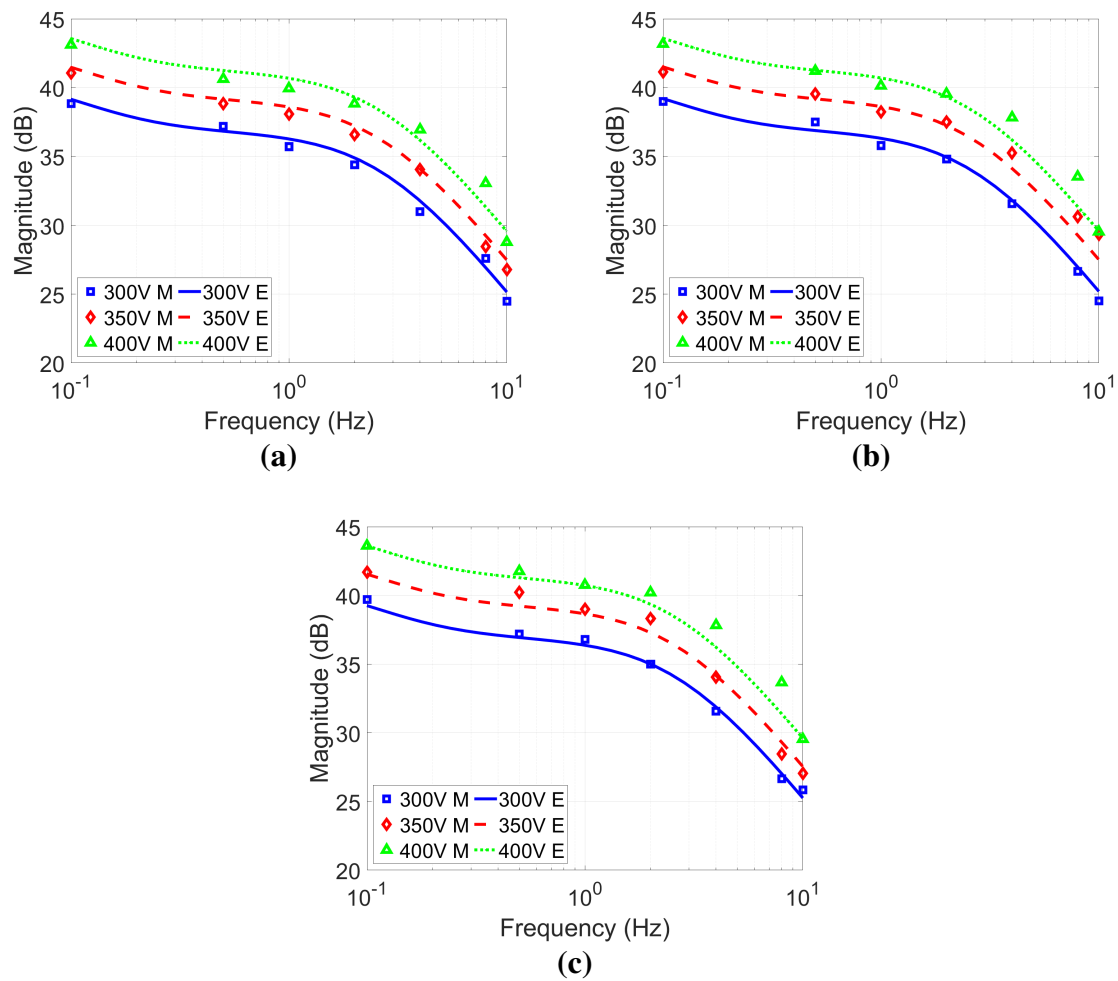 45
40
35
30
25
20
Magnitude (dB)
300V M 300V E
350V M 350V E
400V M 400V E
10^-1 10^0 10^1
Frequency (Hz)
(a)
45
40
35
30
25
20
Magnitude (dB)
300V M 300V E
350V M 350V E
400V M 400V E
10^-1 10^0 10^1
Frequency (Hz)
(b)
45
40
35
30
25
20
Magnitude (dB)
300V M 300V E
350V M 350V E
400V M 400V E
10^-1 10^0 10^1
Frequency (Hz)
(c)